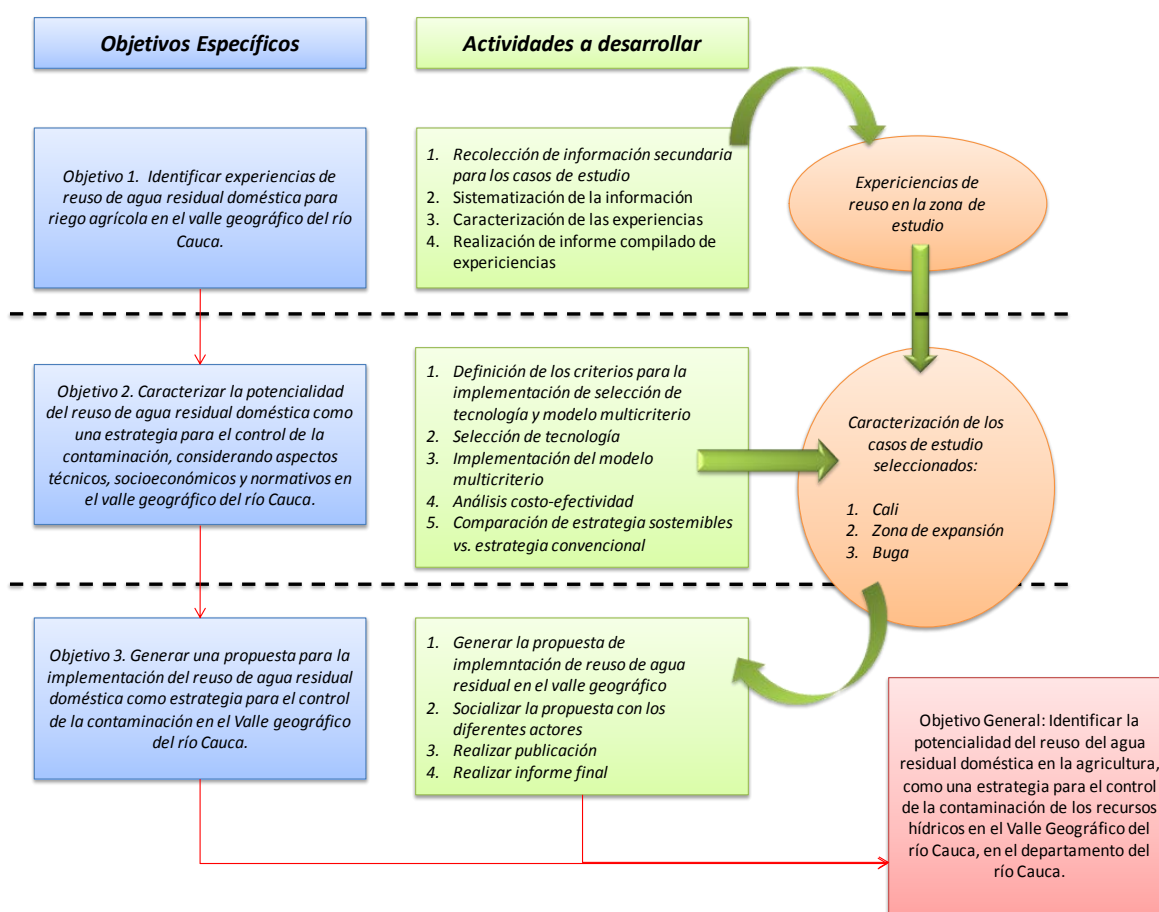 Objetivos Específicos
Actividades a desarrollar
Objetivo 1. Identificar experiencias de
reuso de agua residual doméstica para
riego agrícola en el valle geográfico del río
Cauca.
1. Recolección de información secundaria
para los casos de estudio
2. Sistematización de la información
3. Caracterización de las experiencias
4. Realización de informe compilado de
expericiencias
Expericiencias de
reuso en la zona de
estudio
Objetivo 2. Caracterizar la potencialidad
del reuso de agua residual doméstica como
una estrategia para el control de la
contaminación, considerando aspectos
técnicos, socioeconómicos y normativos en
el valle geográfico del río Cauca.
1. Definición de los criterios para la
implementación de selección de
tecnología y modelo multicriterio
2. Selección de tecnología
3. Implementación del modelo
multicriterio
4. Análisis costo-efectividad
5. Comparación de estrategia sostemibles
vs. estrategia convencional
Caracterización de los
casos de estudio
seleccionados:
1. Cali
2. Zona de expansión
3. Buga
Objetivo 3. Generar una propuesta para la
implementación del reuso de agua residual
doméstica como estrategia para el control
de la contaminación en el Valle geográfico
del río Cauca.
1. Generar la propuesta de
implemntación de reuso de agua
residual en el valle geográfico
2. Socializar la propuesta con los
diferentes actores
3. Realizar publicación
4. Realizar informe final
Objetivo General: Identificar la
potencialidad del reuso del agua
residual doméstica en la agricultura,
como una estrategia para el control
de la contaminación de los recursos
hídricos en el Valle Geográfico del
río Cauca, en el departamento del
río Cauca.